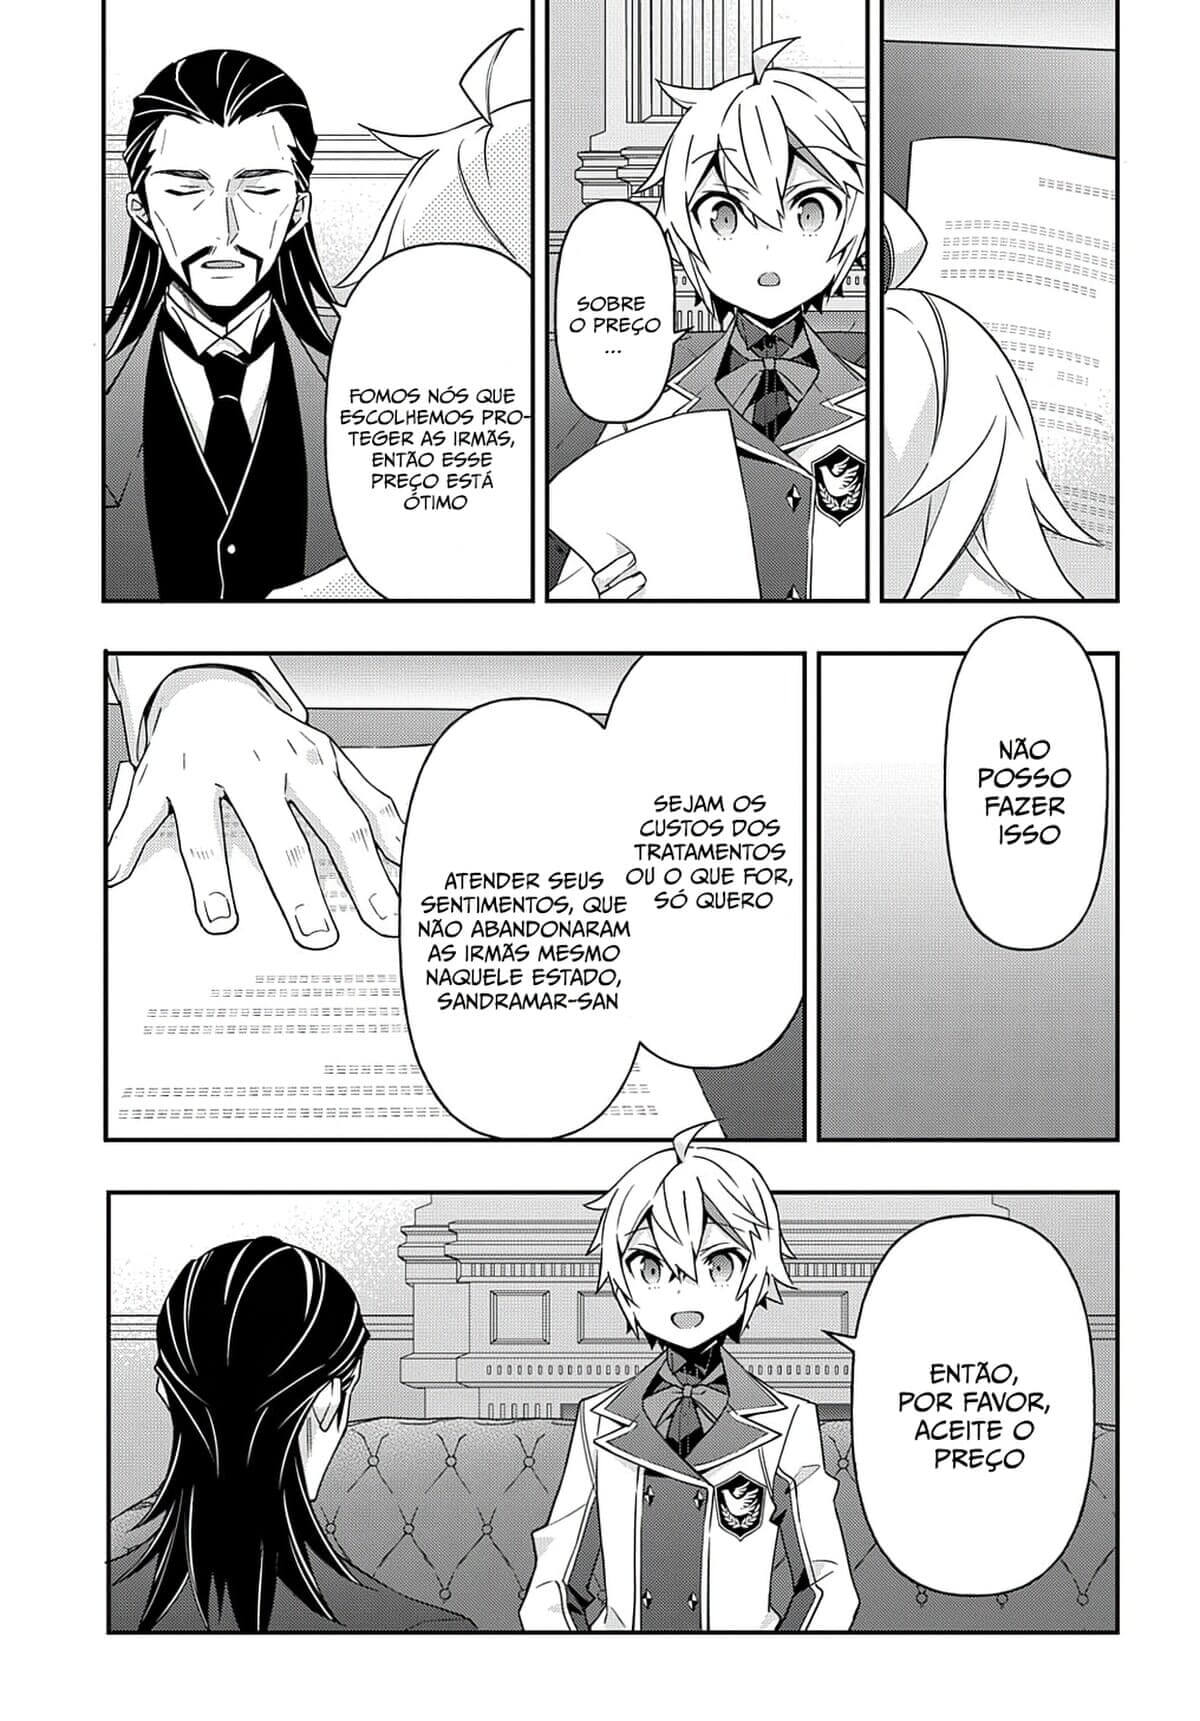 SOBRE
O PREÇO
...
FOMOS NÓS QUE
ESCOLHEMOS PRO-
TEGER AS IRMÃS,
ENTÃO ESSE
PREÇO ESTÁ
ÓTIMO
NÃO
POSSO
FAZER
ISSO
SEJAM OS
CUSTOS DOS
TRATAMENTOS
OU O QUE FOR,
SÓ QUERO
ATENDER SEUS
SENTIMENTOS, QUE
NÃO ABANDONARAM
AS IRMÃS MESMO
NAQUELE ESTADO,
SANDRAMAR-SAN
ENTÃO,
POR FAVOR,
ACEITE O
PREÇO